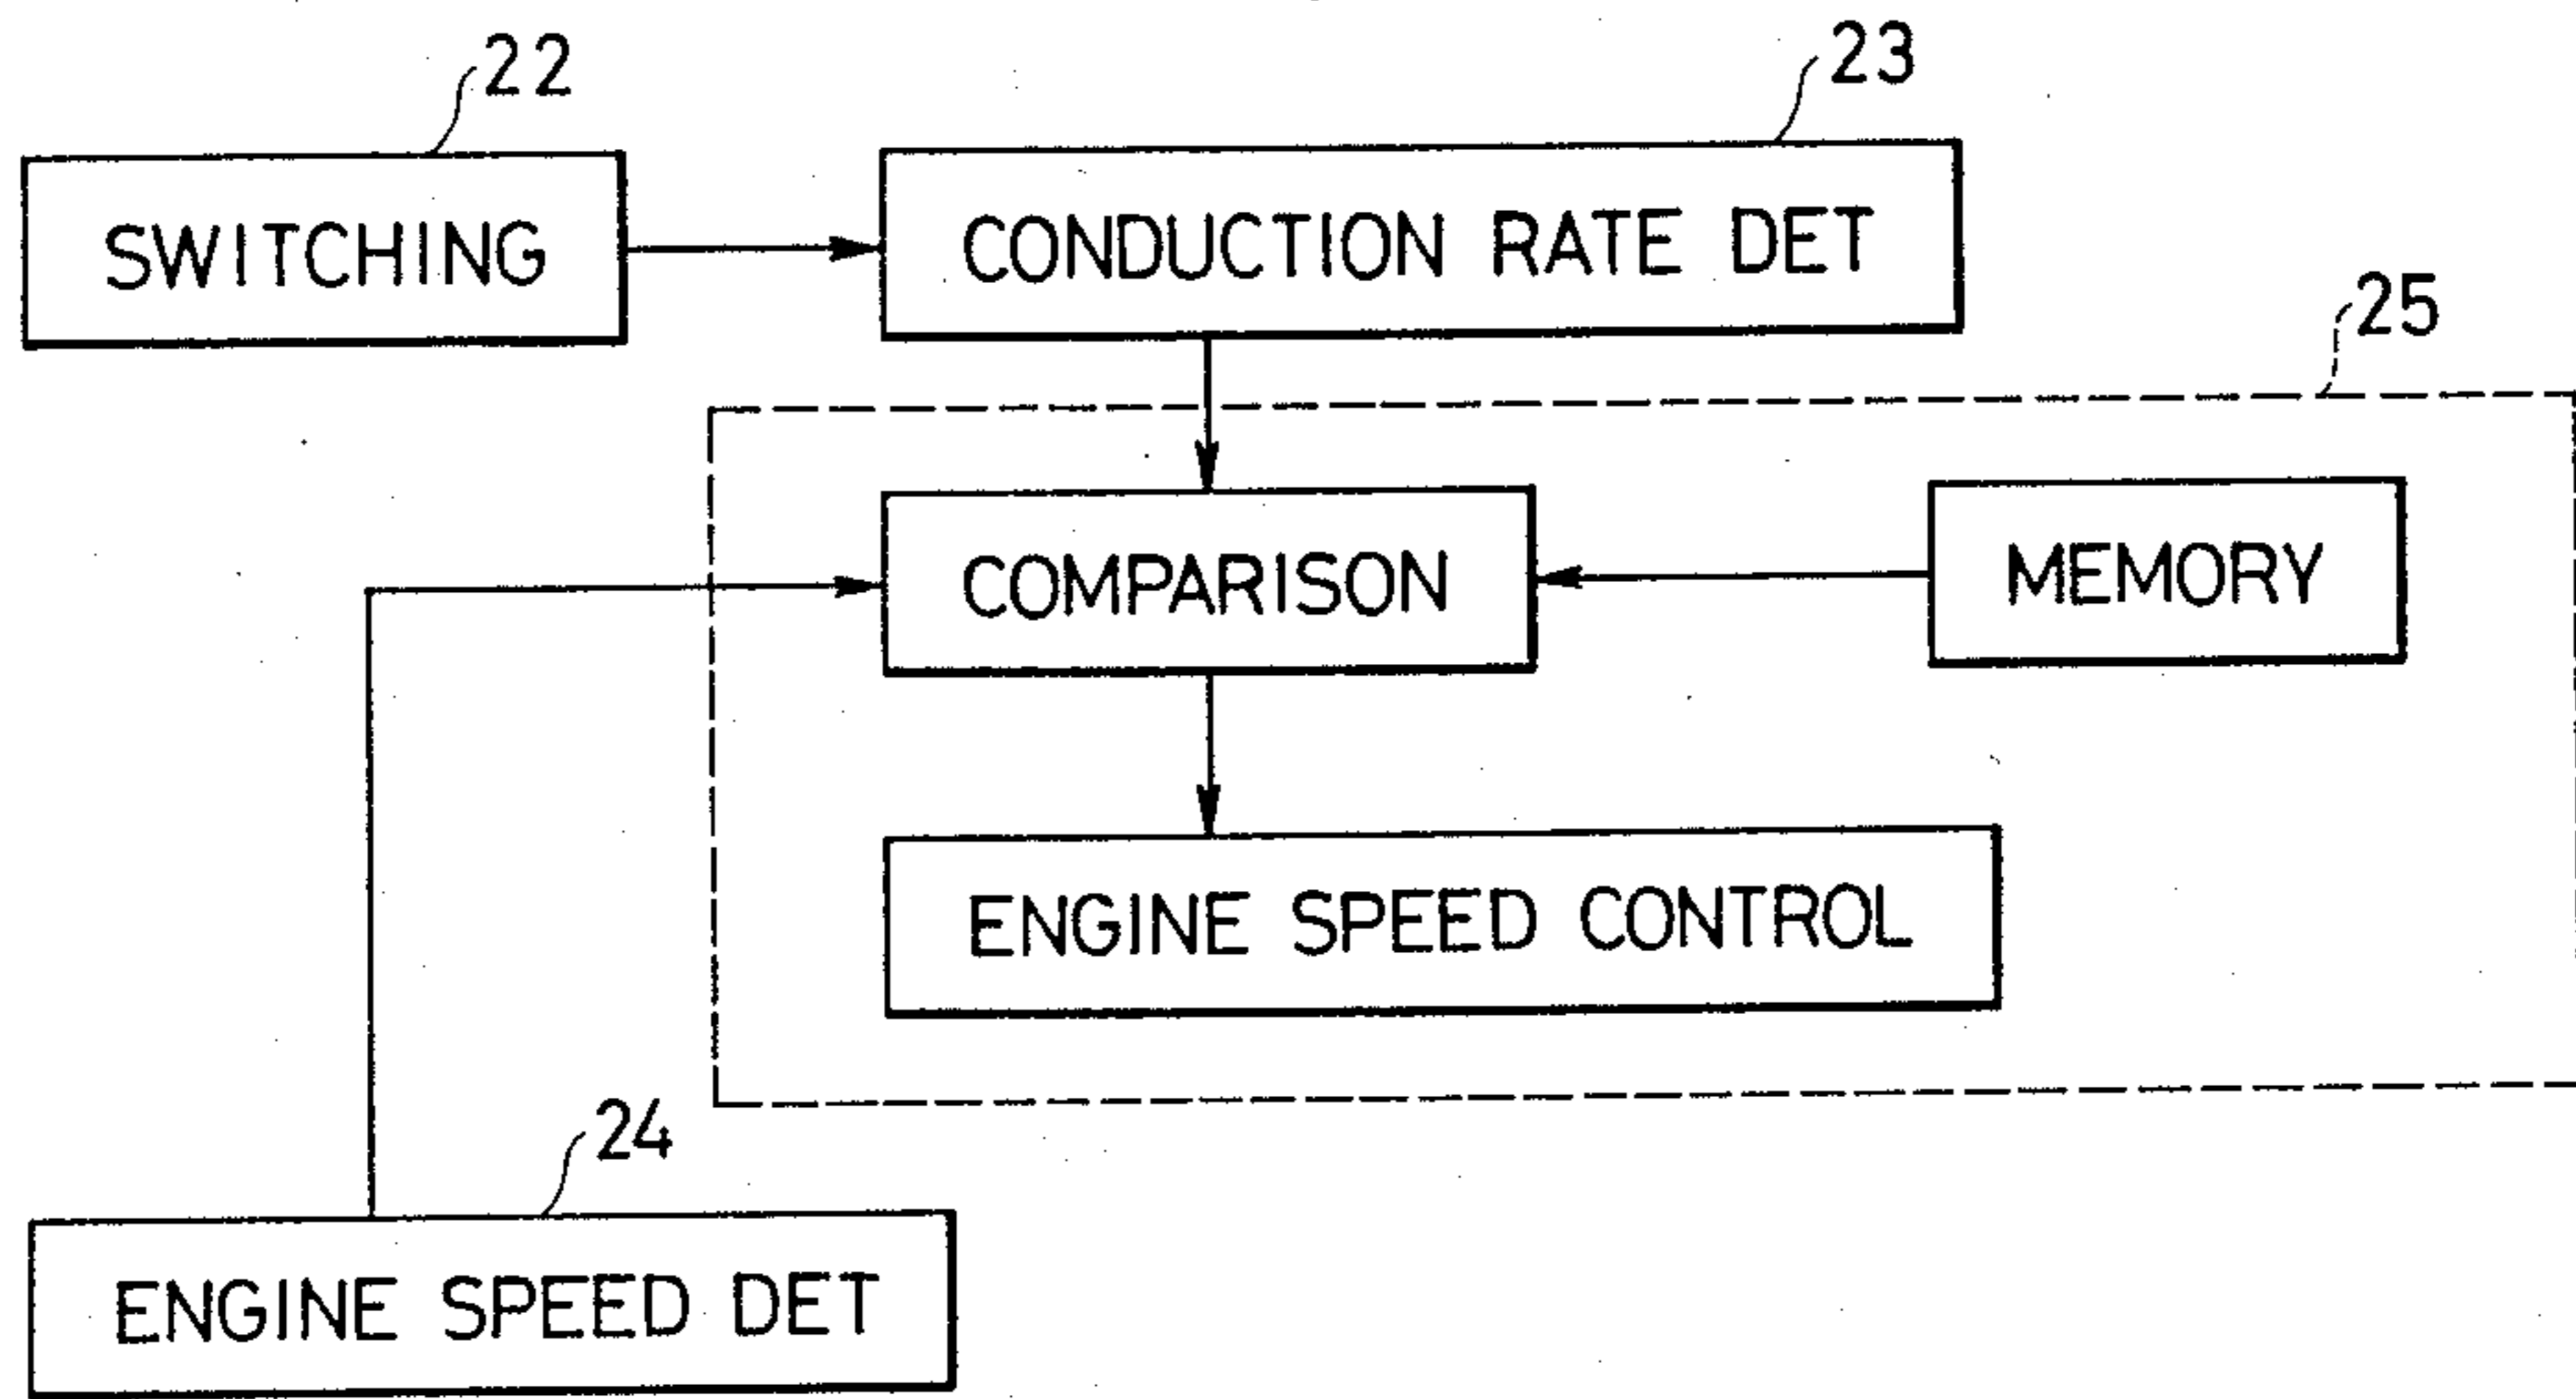 22
23
SWITCHING
CONDUCTION RATE DET
25
COMPARISON
MEMORY
ENGINE SPEED CONTROL
24
ENGINE SPEED DET